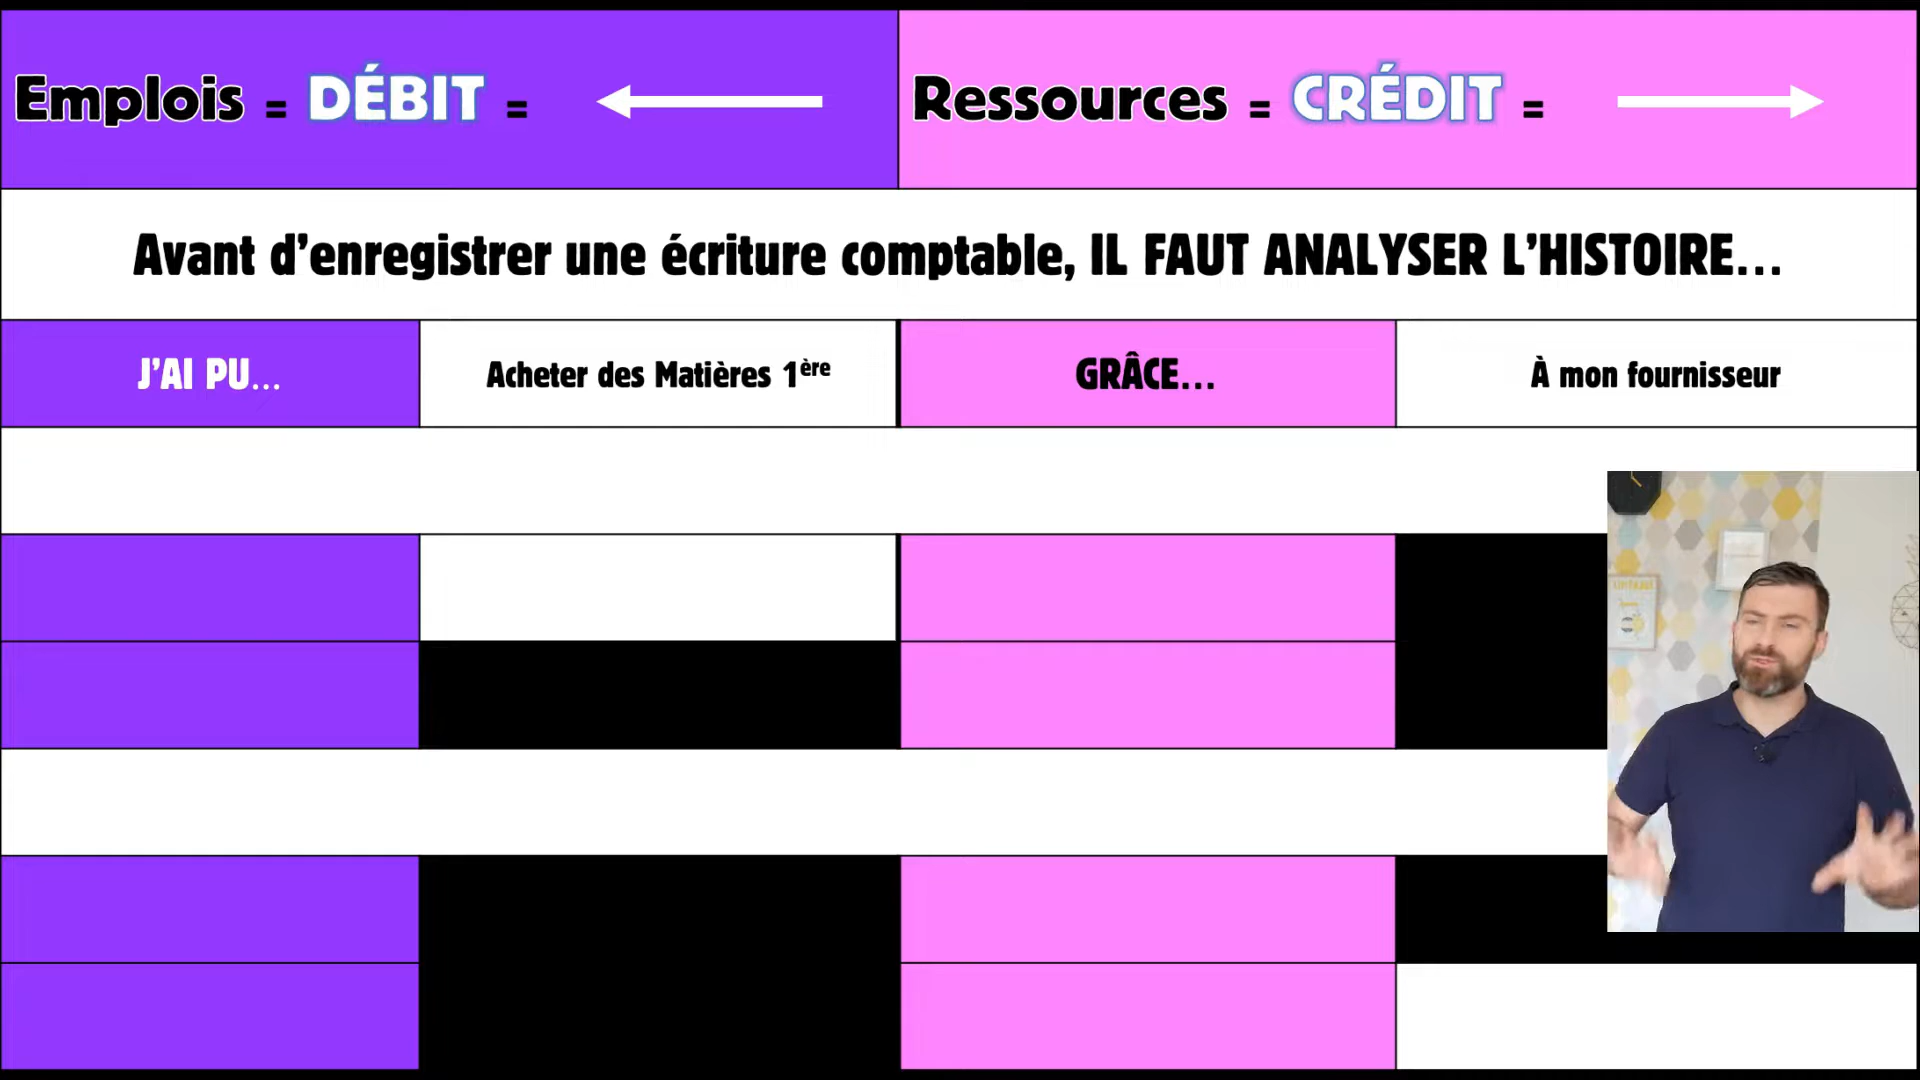 Emplois = DÉBIT =
Ressources = CRÉDIT =
Avant d’enregistrer une écriture comptable, IL FAUT ANALYSER L’HISTOIRE...
J’AI PU...
Acheter des Matières 1ère
GRÂCE...
À mon fournisseur